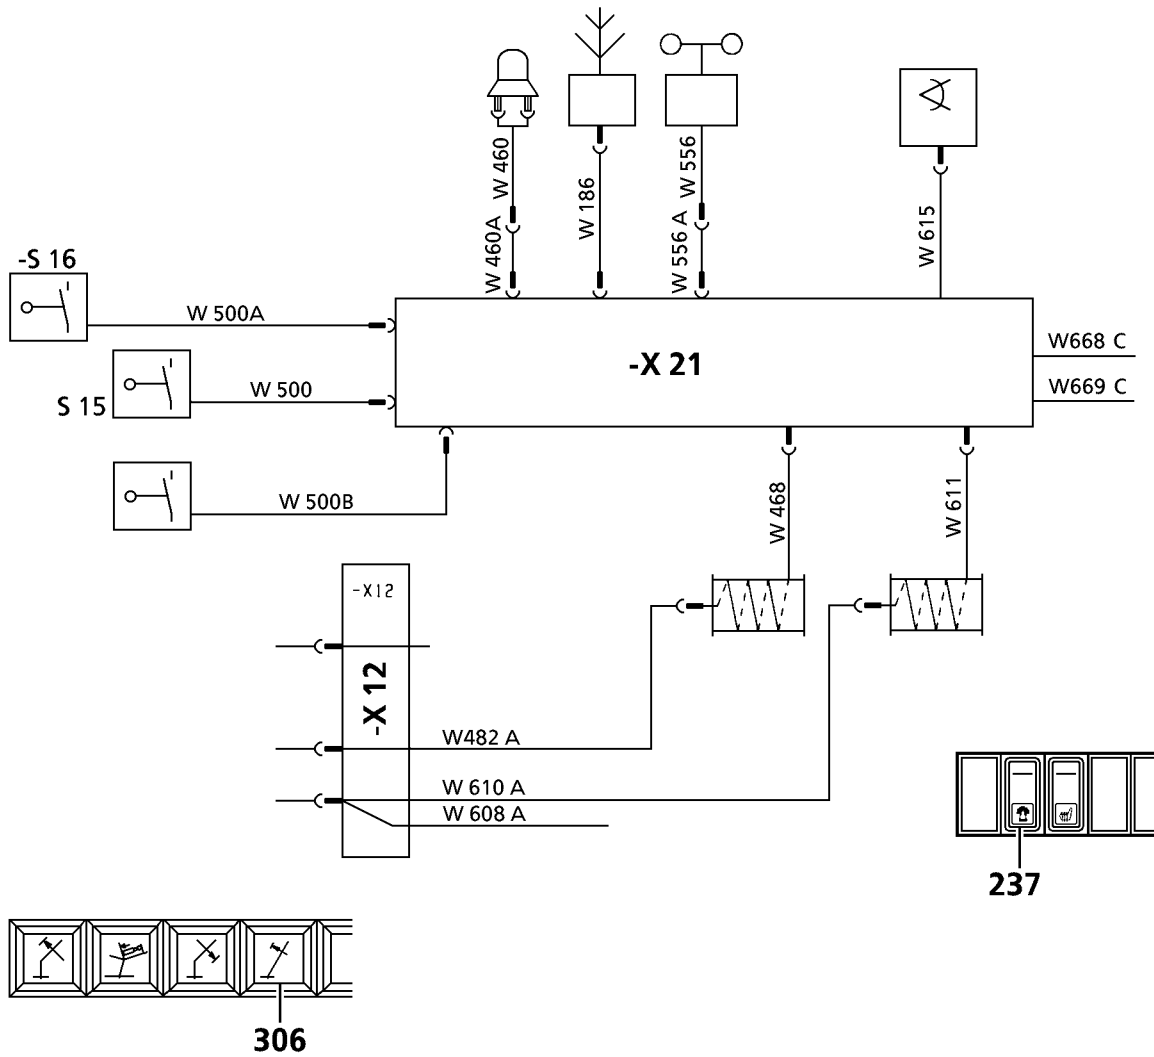 W 460
W 186
W 556
W 460A
W 556 A
W 615
-S 16
W 500A
-X 21
W668 C
W669 C
S 15
W 500
W 500B
W 468
W 611
-X12
-X 12
W482 A
W 610 A
W 608 A
237
306